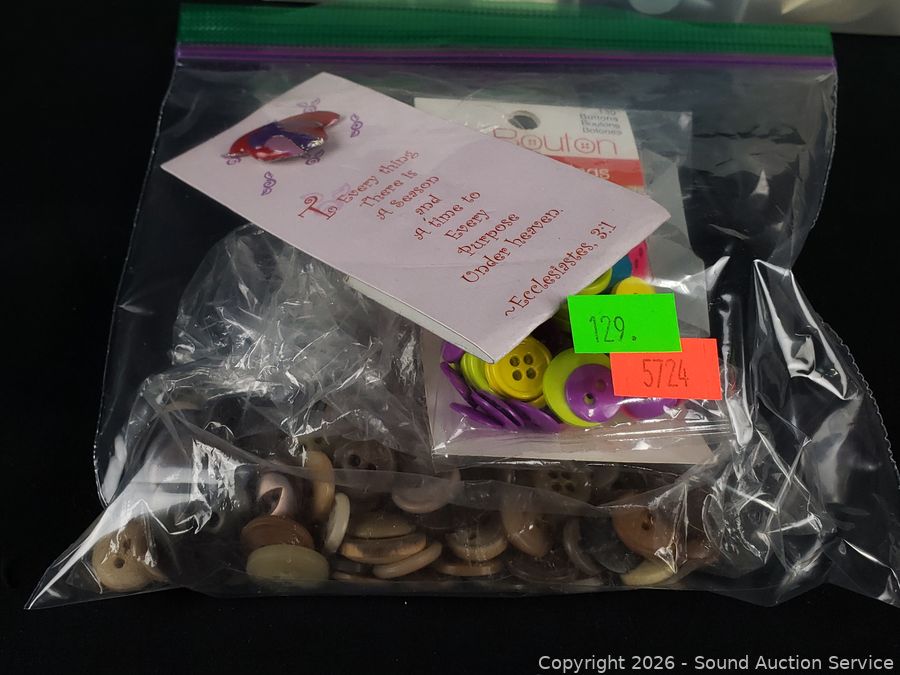 To Every thing
There is
A Season
and
A time to
Every
Purpose
Under heaven.
~Ecclesiastes, 3:1
Buttons
Boutons
Botones
Bouton
129.
5724
Copyright © 2026 - Sound Auction Service